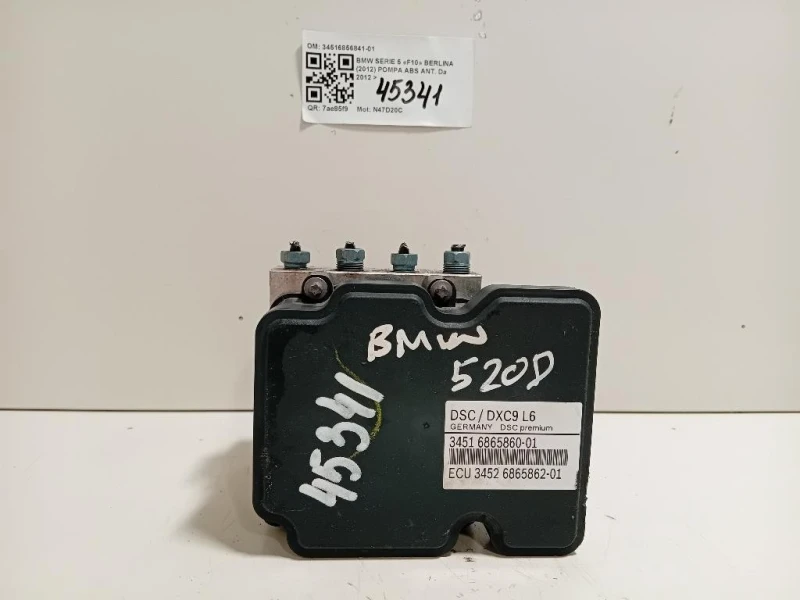 OM: 34516856841-01
BMW SERIE 5 «F10» BERLINA
(2012) POMPA ABS ANT. Da
2012 >
45341
QR: 7ae85f9 Mot: N47D20C
BMW
520D
45341
DSC / DXC9 L6
GERMANY DSC premium
3451 6865860-01
ECU 3452 6865862-01